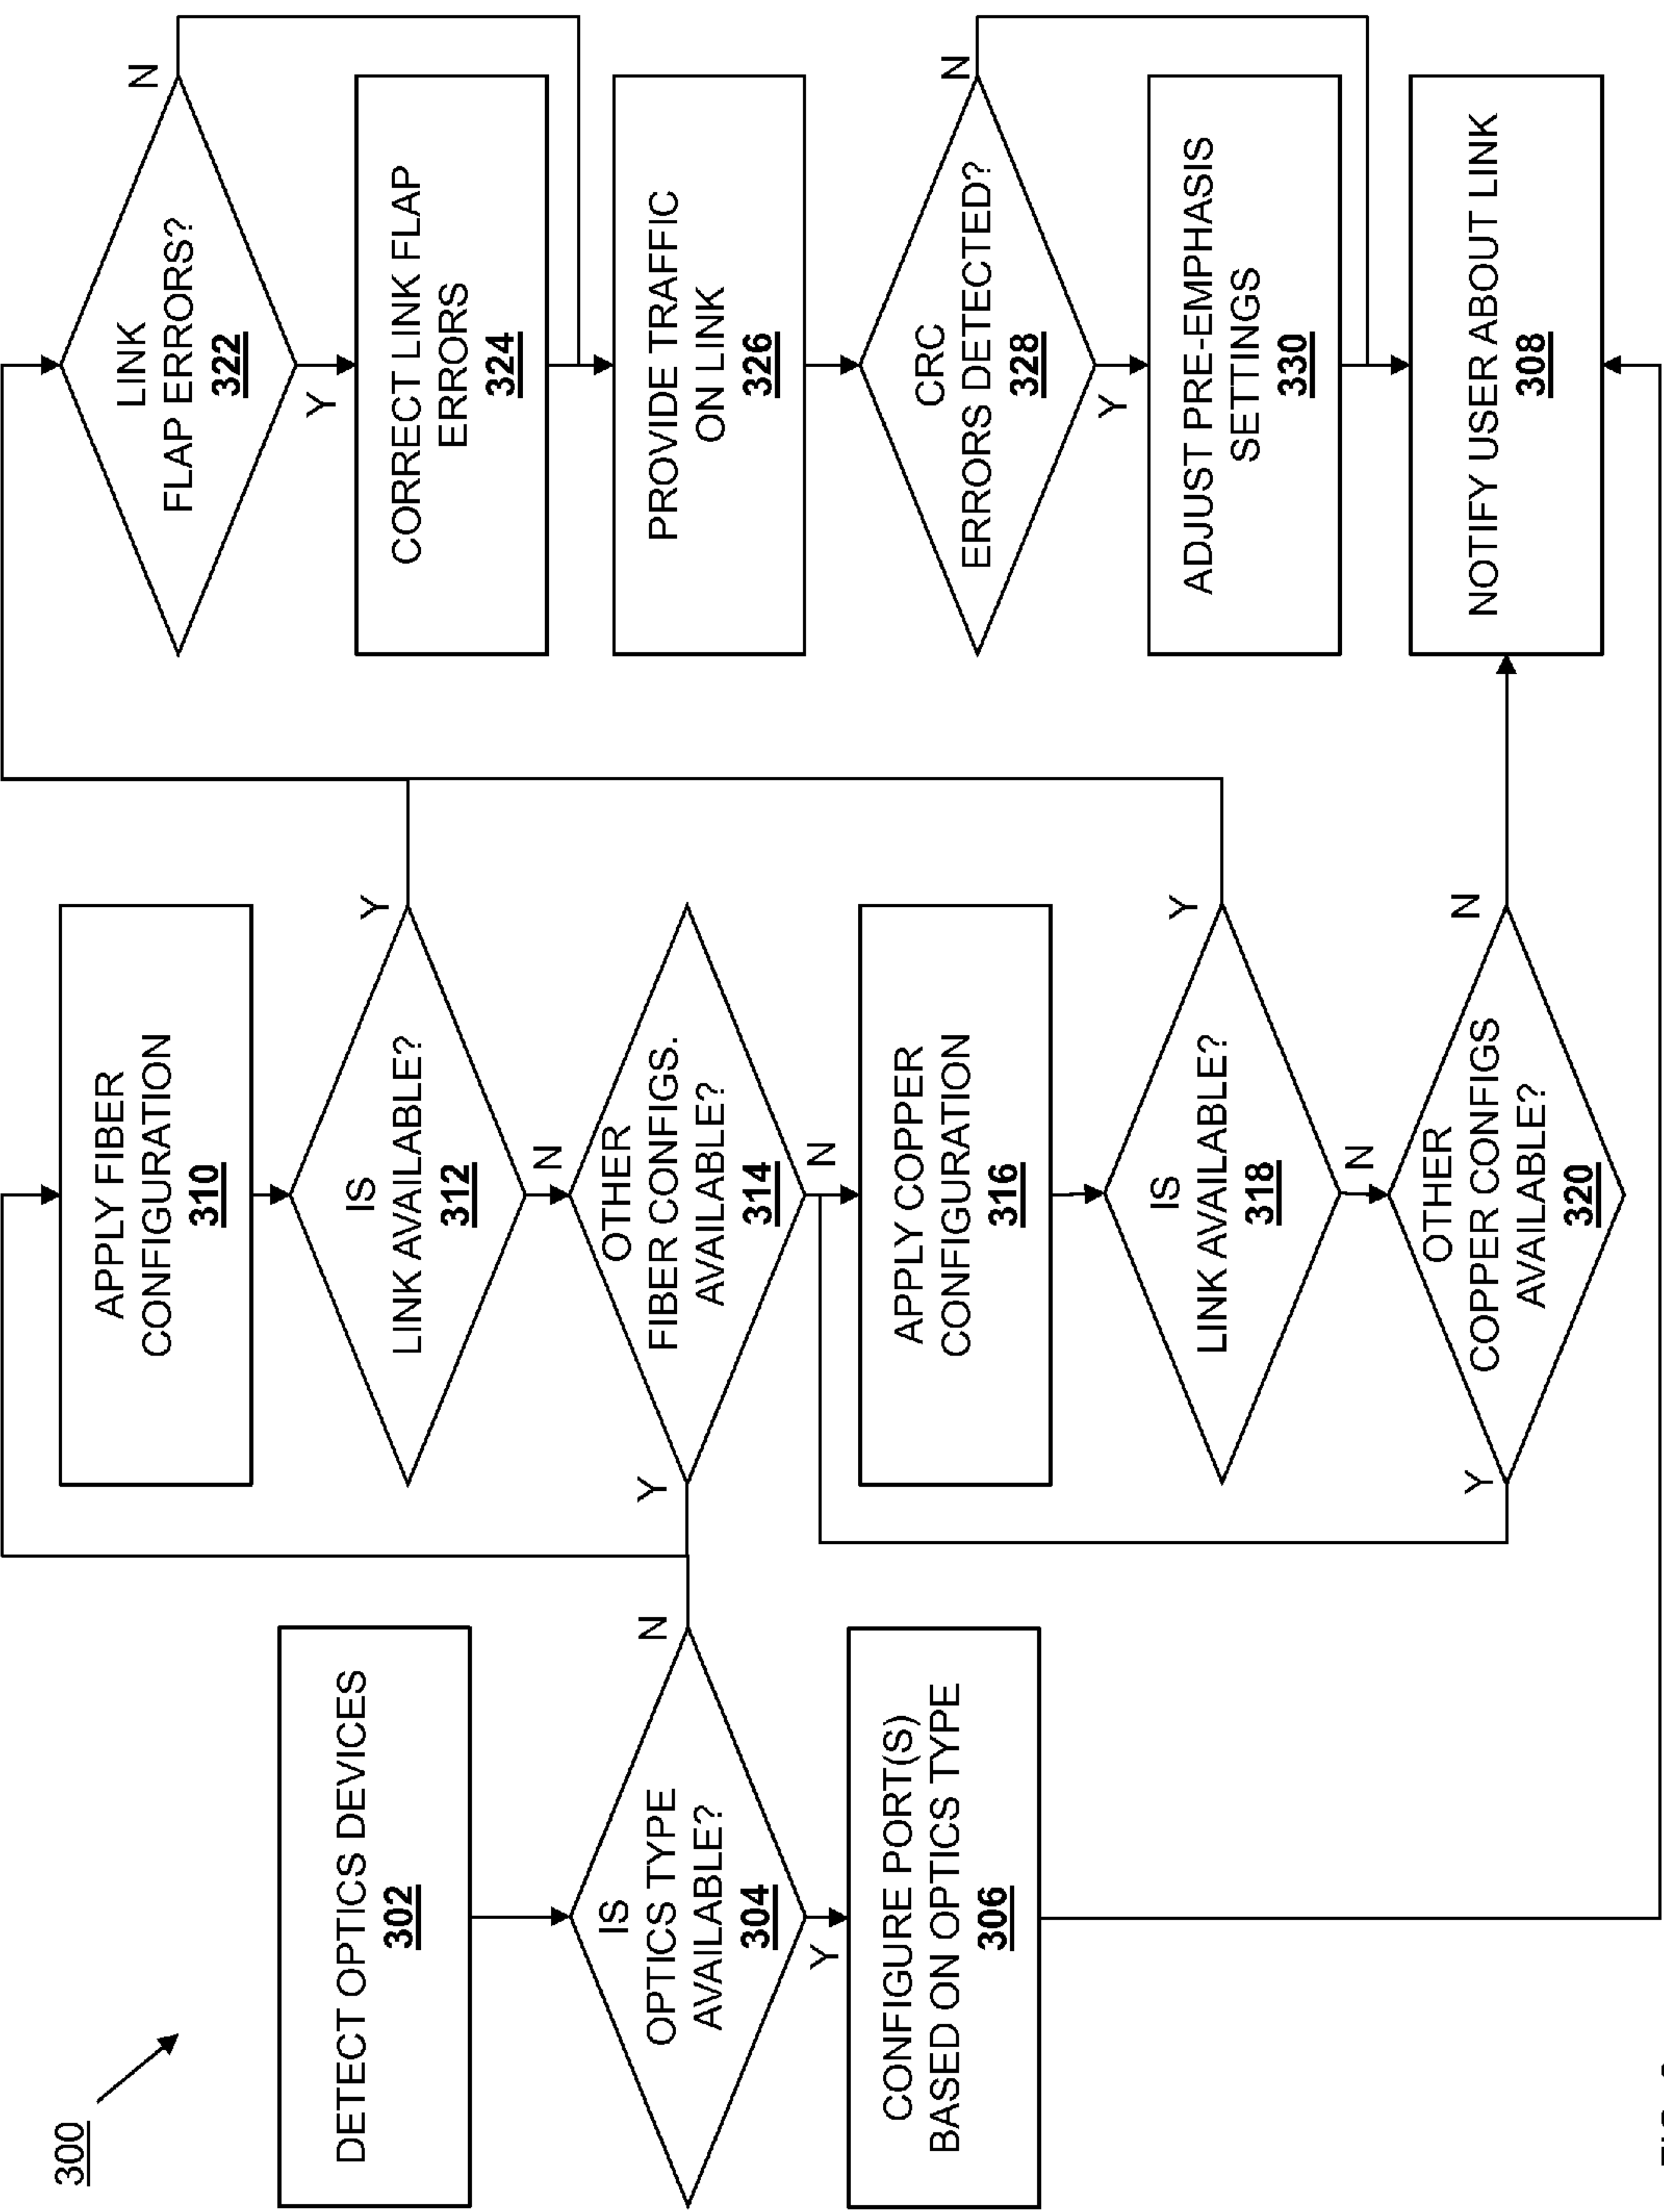 300
DETECT OPTICS DEVICES
302
IS
OPTICS TYPE
AVAILABLE?
304
N
Y
CONFIGURE PORT(S)
BASED ON OPTICS TYPE
306
APPLY FIBER
CONFIGURATION
310
IS
LINK AVAILABLE?
312
Y
N
OTHER
FIBER CONFIGS.
AVAILABLE?
314
Y
N
APPLY COPPER
CONFIGURATION
316
IS
LINK AVAILABLE?
318
Y
N
OTHER
COPPER CONFIGS
AVAILABLE?
320
Y
N
LINK
FLAP ERRORS?
322
N
Y
CORRECT LINK FLAP
ERRORS
324
PROVIDE TRAFFIC
ON LINK
326
CRC
ERRORS DETECTED?
328
N
Y
ADJUST PRE-EMPHASIS
SETTINGS
330
NOTIFY USER ABOUT LINK
308